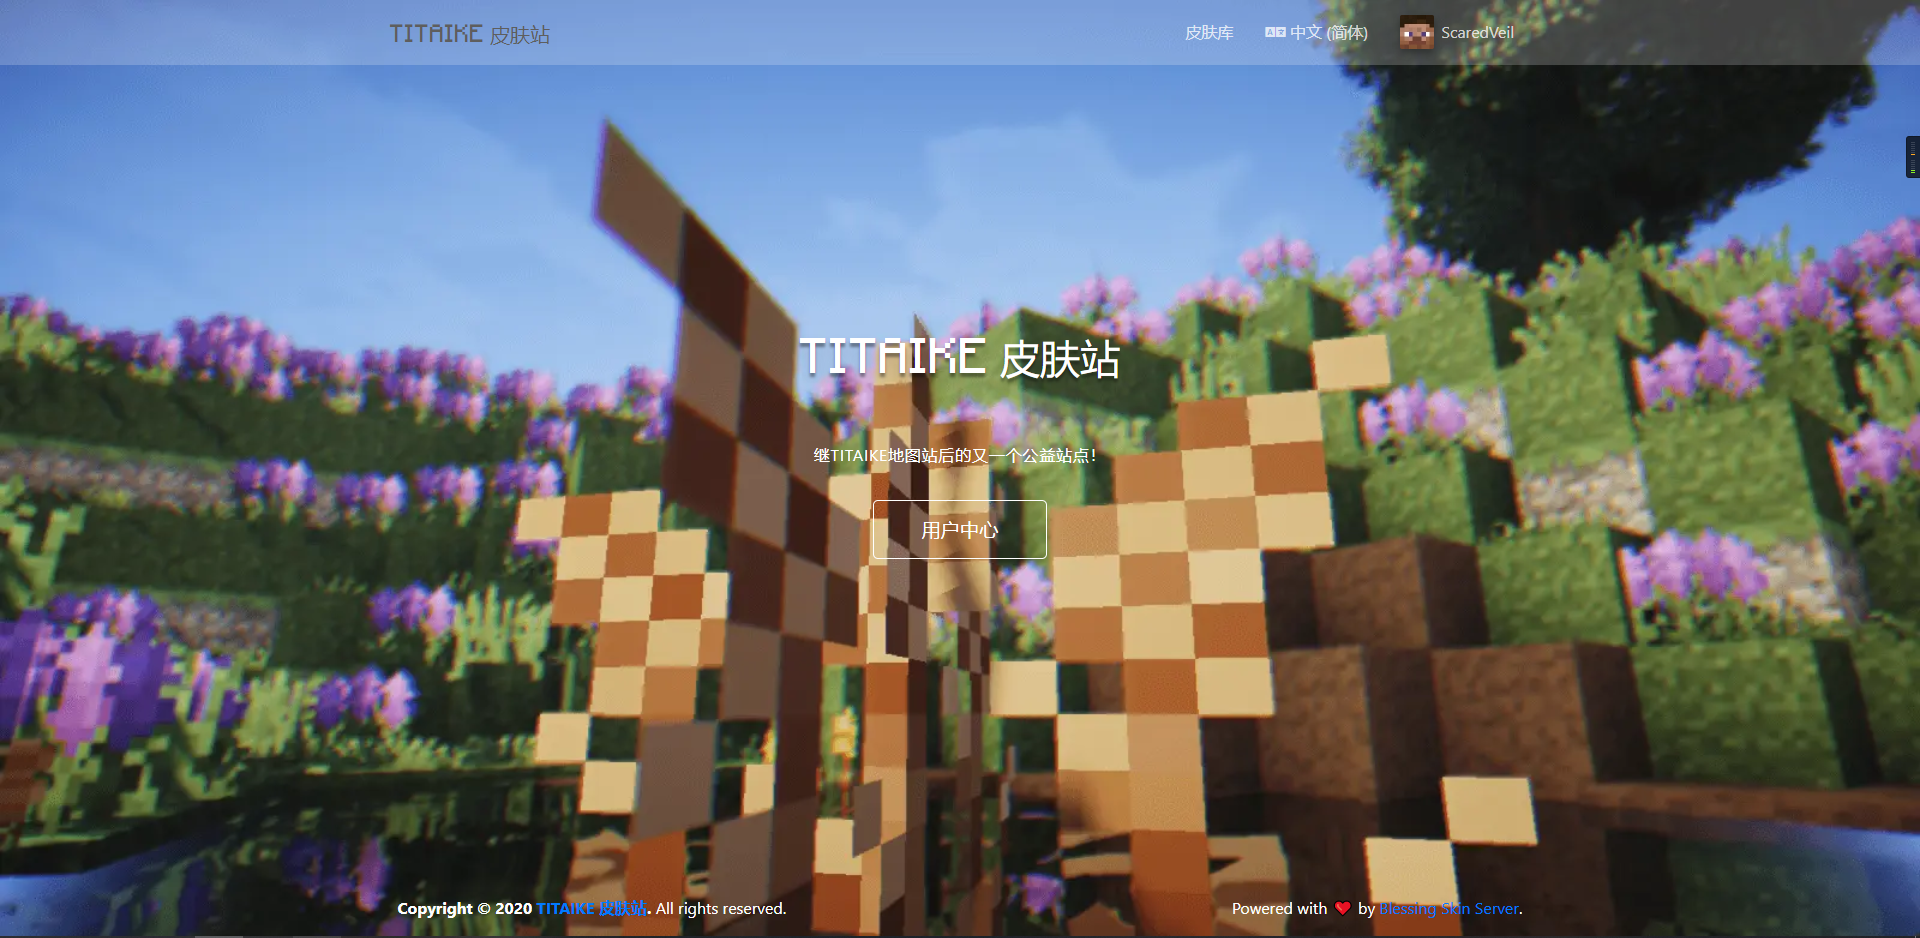 TITAIKE 皮肤站
皮肤库
中文 (简体)
ScaredVeil
TITAIKE 皮肤站
继TITAIKE地图站后的又一个公益站点!
用户中心
Copyright © 2020 TITAIKE 皮肤站. All rights reserved.
Powered with ❤ by Blessing Skin Server.